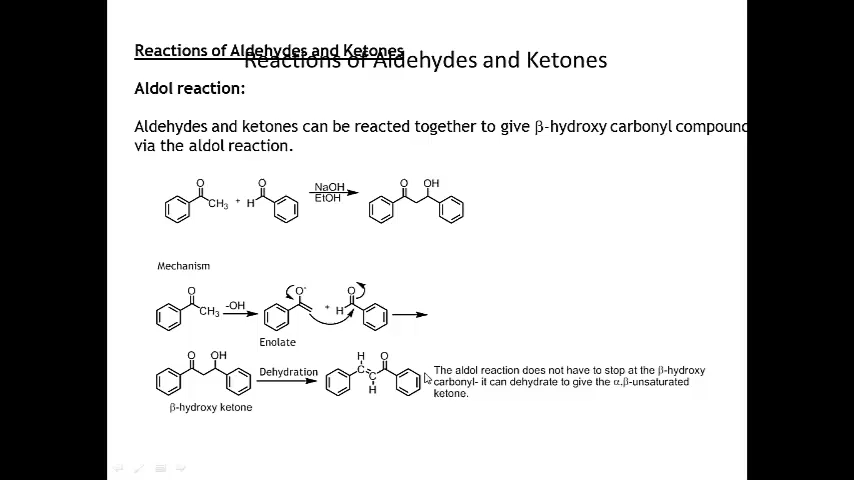 Reactions of Aldehydes and Ketones
Reactions of Aldehydes and Ketones
Aldol reaction:
Aldehydes and ketones can be reacted together to give β-hydroxy carbonyl compound
via the aldol reaction.
O O NaOH O OH
CH3 + H EtOH
Mechanism
O -OH O- + O
CH3 H
Enolate
O OH Dehydration H O
C C
H
β-hydroxy ketone
The aldol reaction does not have to stop at the β-hydroxy
carbonyl- it can dehydrate to give the α,β-unsaturated
ketone.